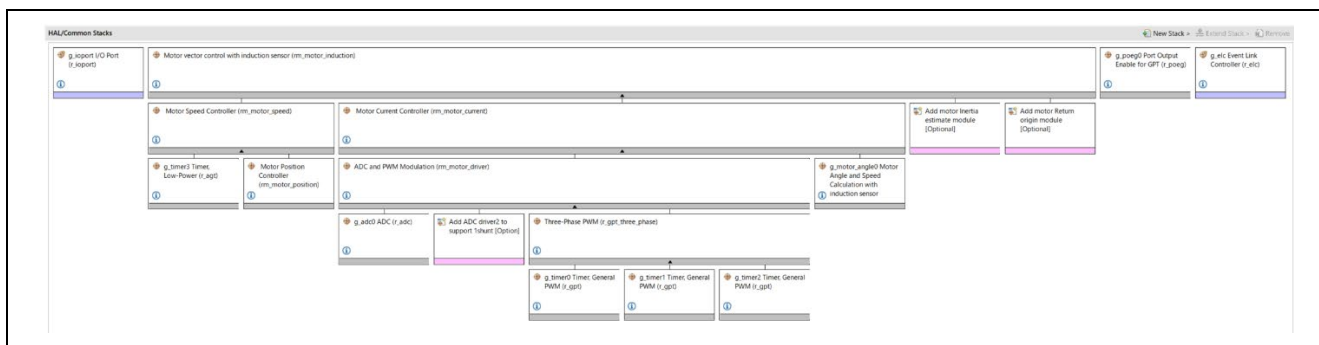 HAL/Common Stacks
New Stack >
Extend Stack >
Remove
g_ioport I/O Port
(r_ioport)
Motor vector control with induction sensor (rm_motor_induction)
g_poeg0 Port Output
Enable for GPT (r_poeg)
g_elc Event Link
Controller (r_elc)
Motor Speed Controller (rm_motor_speed)
Motor Current Controller (rm_motor_current)
Add motor Inertia
estimate module
[Optional]
Add motor Return
origin module
[Optional]
g_timer3 Timer,
Low-Power (r_agt)
Motor Position
Controller
(rm_motor_position)
ADC and PWM Modulation (rm_motor_driver)
g_motor_angle0 Motor
Angle and Speed
Calculation with
induction sensor
g_adc0 ADC (r_adc)
Add ADC driver2 to
support 1shunt [Option]
Three-Phase PWM (r_gpt_three_phase)
g_timer0 Timer, General
PWM (r_gpt)
g_timer1 Timer, General
PWM (r_gpt)
g_timer2 Timer, General
PWM (r_gpt)